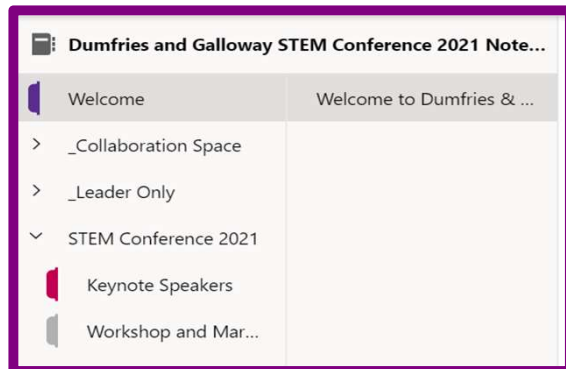 Dumfries and Galloway STEM Conference 2021 Note...
Welcome
Welcome to Dumfries & ...
_Collaboration Space
_Leader Only
STEM Conference 2021
Keynote Speakers
Workshop and Mar...